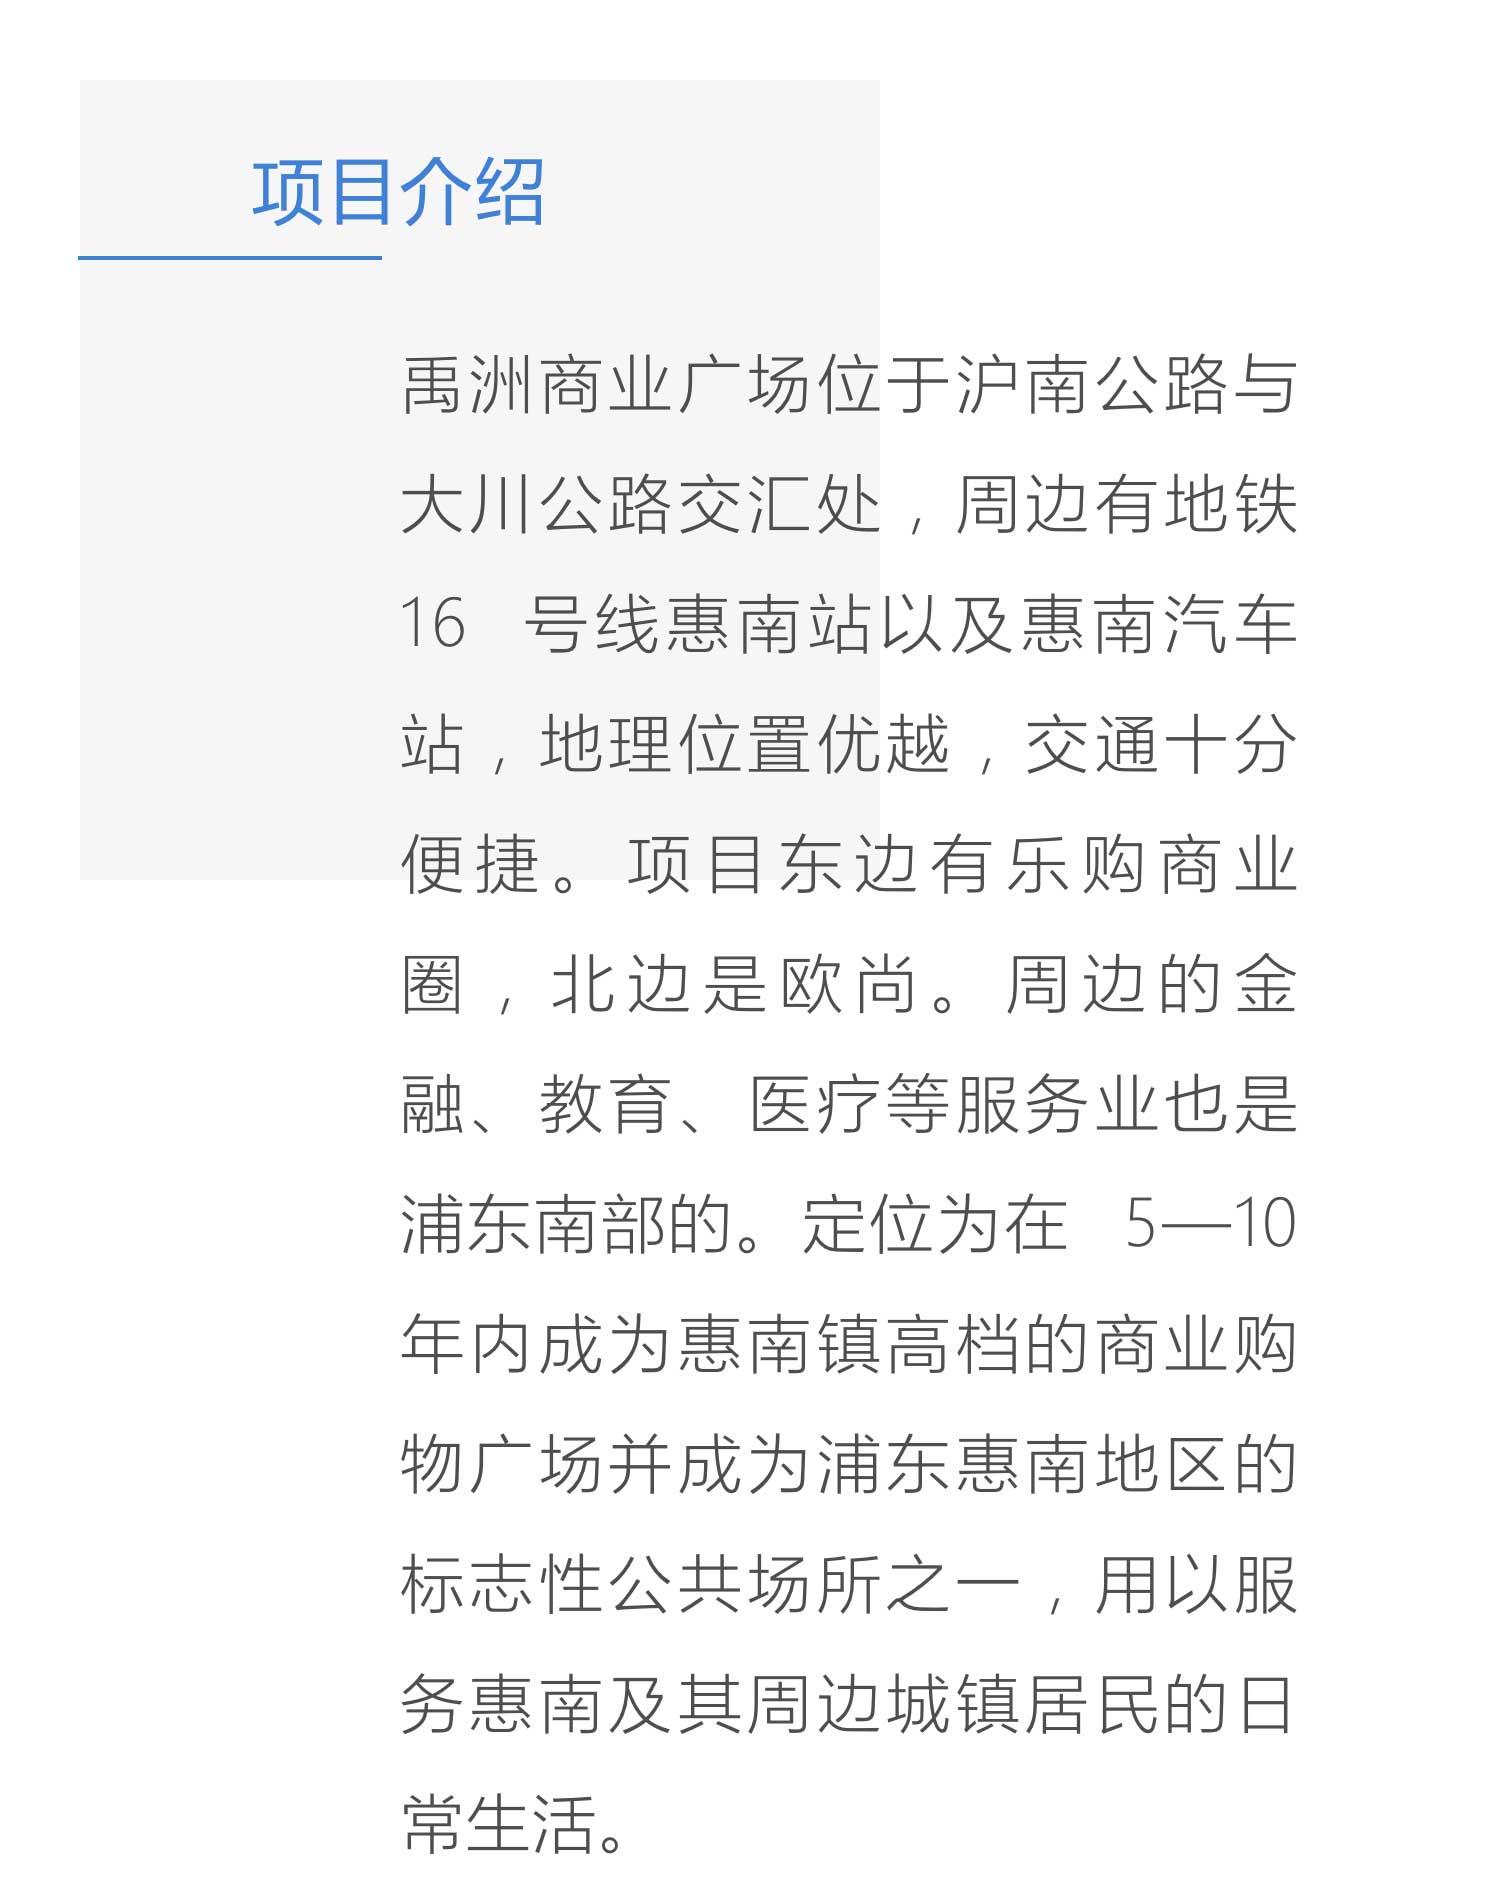 项目介绍
禹洲商业广场位于沪南公路与
大川公路交汇处，周边有地铁
16 号线惠南站以及惠南汽车
站，地理位置优越，交通十分
便捷。项目东边有乐购商业
圈，北边是欧尚。周边的金
融、教育、医疗等服务业也是
浦东南部的。定位为在 5—10
年内成为惠南镇高档的商业购
物广场并成为浦东惠南地区的
标志性公共场所之一，用以服
务惠南及其周边城镇居民的日
常生活。